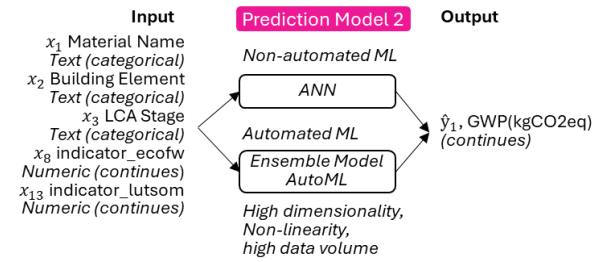 Input
Prediction Model 2
Output
x₁ Material Name
Text (categorical)
x₂ Building Element
Text (categorical)
x₃ LCA Stage
Text (categorical)
x₈ indicator_ecofw
Numeric (continues)
x₁₃ indicator_lutsom
Numeric (continues)
Non-automated ML
ANN
Automated ML
Ensemble Model
AutoML
High dimensionality,
Non-linearity,
high data volume
ŷ₁, GWP(kgCO2eq)
(continues)